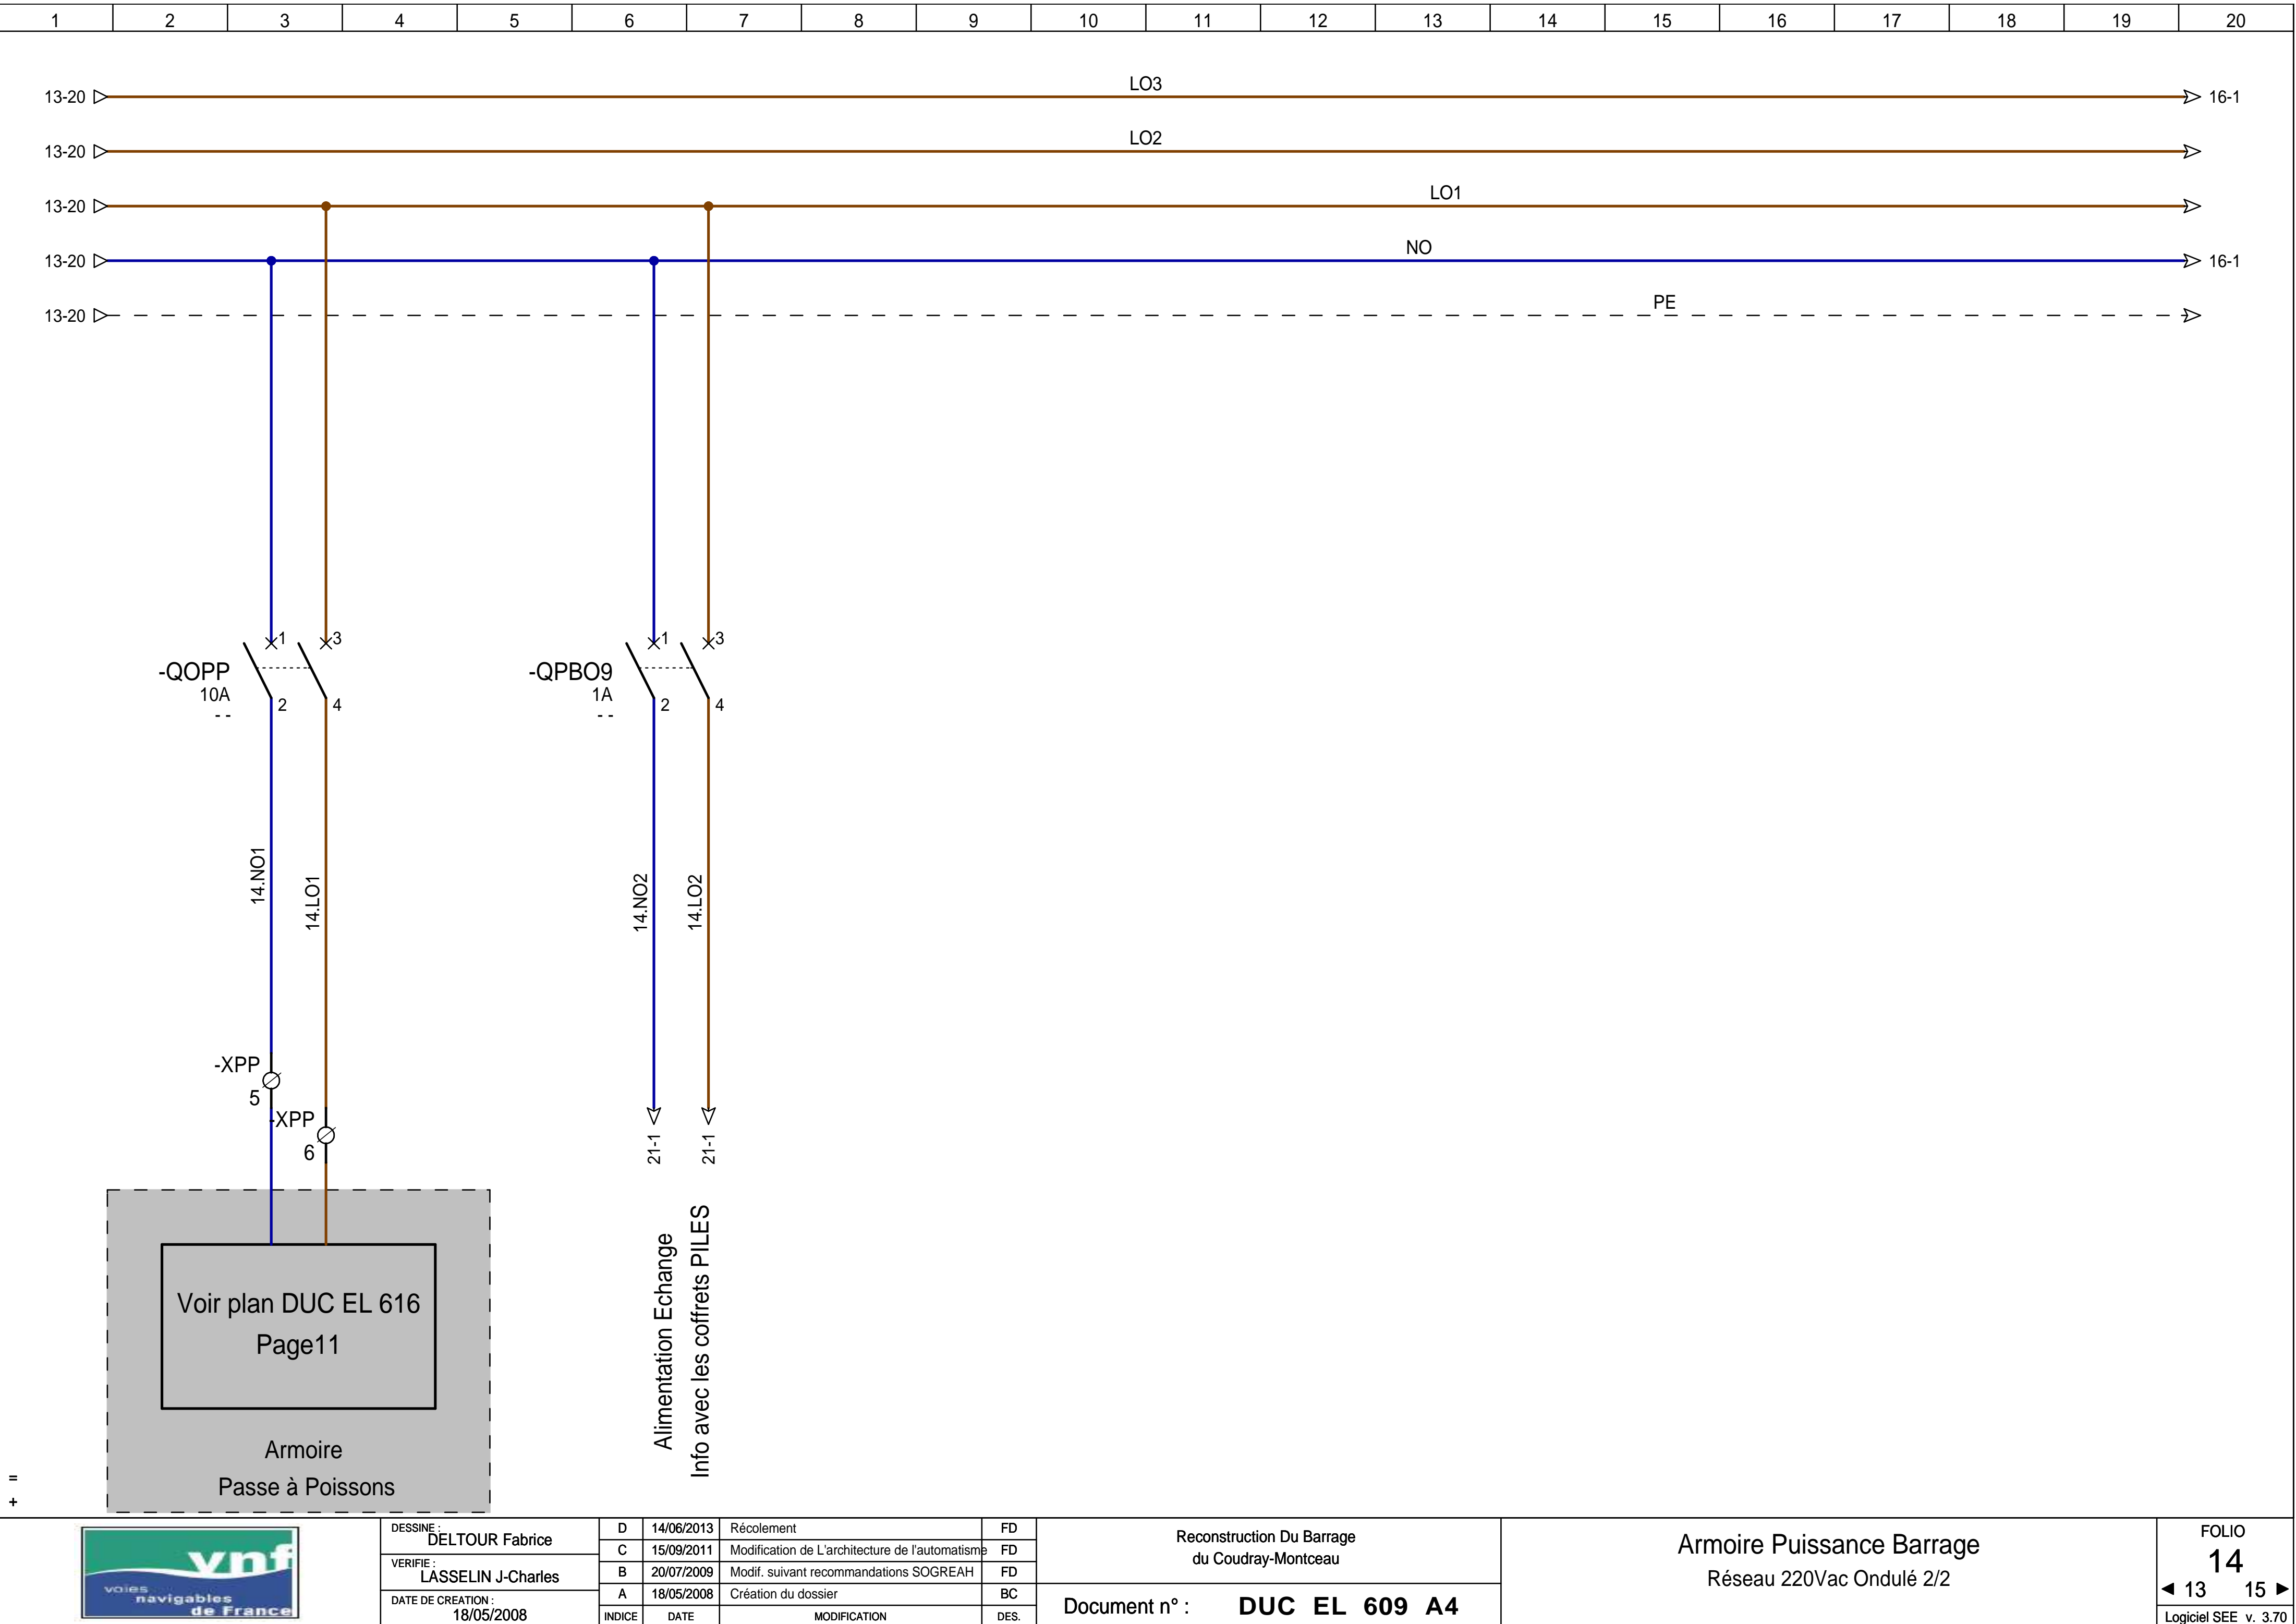 1 2 3 4 5 6 7 8 9 10 11 12 13 14 15 16 17 18 19 20
13-20 LO3 16-1
13-20 LO2
13-20 LO1
13-20 NO 16-1
13-20 PE
1 3 1 3
-QOPP
10A
- -
2 4
-QPBO9
1A
- -
2 4
14.NO1
14.LO1
14.NO2
14.LO2
-XPP
5
-XPP
6
21-1
21-1
Alimentation Echange
Info avec les coffrets PILES
Voir plan DUC EL 616
Page11
Armoire
Passe à Poissons
=
+
vnf
voies
navigables
de France
DESSINE :
DELTOUR Fabrice
VERIFIE :
LASSELIN J-Charles
DATE DE CREATION :
18/05/2008
D 14/06/2013 Récolement FD
C 15/09/2011 Modification de L'architecture de l'automatisme FD
B 20/07/2009 Modif. suivant recommandations SOGREAH FD
A 18/05/2008 Création du dossier BC
INDICE DATE MODIFICATION DES.
Reconstruction Du Barrage
du Coudray-Montceau
Document n° : DUC EL 609 A4
Armoire Puissance Barrage
Réseau 220Vac Ondulé 2/2
FOLIO
14
◄ 13 15 ►
Logiciel SEE v. 3.70